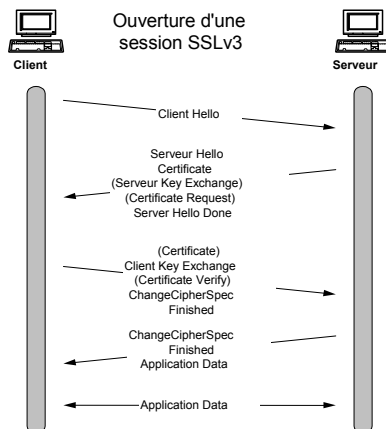 Ouverture d'une
session SSLv3
Client
Serveur
Client Hello
Serveur Hello
Certificate
(Serveur Key Exchange)
(Certificate Request)
Server Hello Done
(Certificate)
Client Key Exchange
(Certificate Verify)
ChangeCipherSpec
Finished
ChangeCipherSpec
Finished
Application Data
Application Data